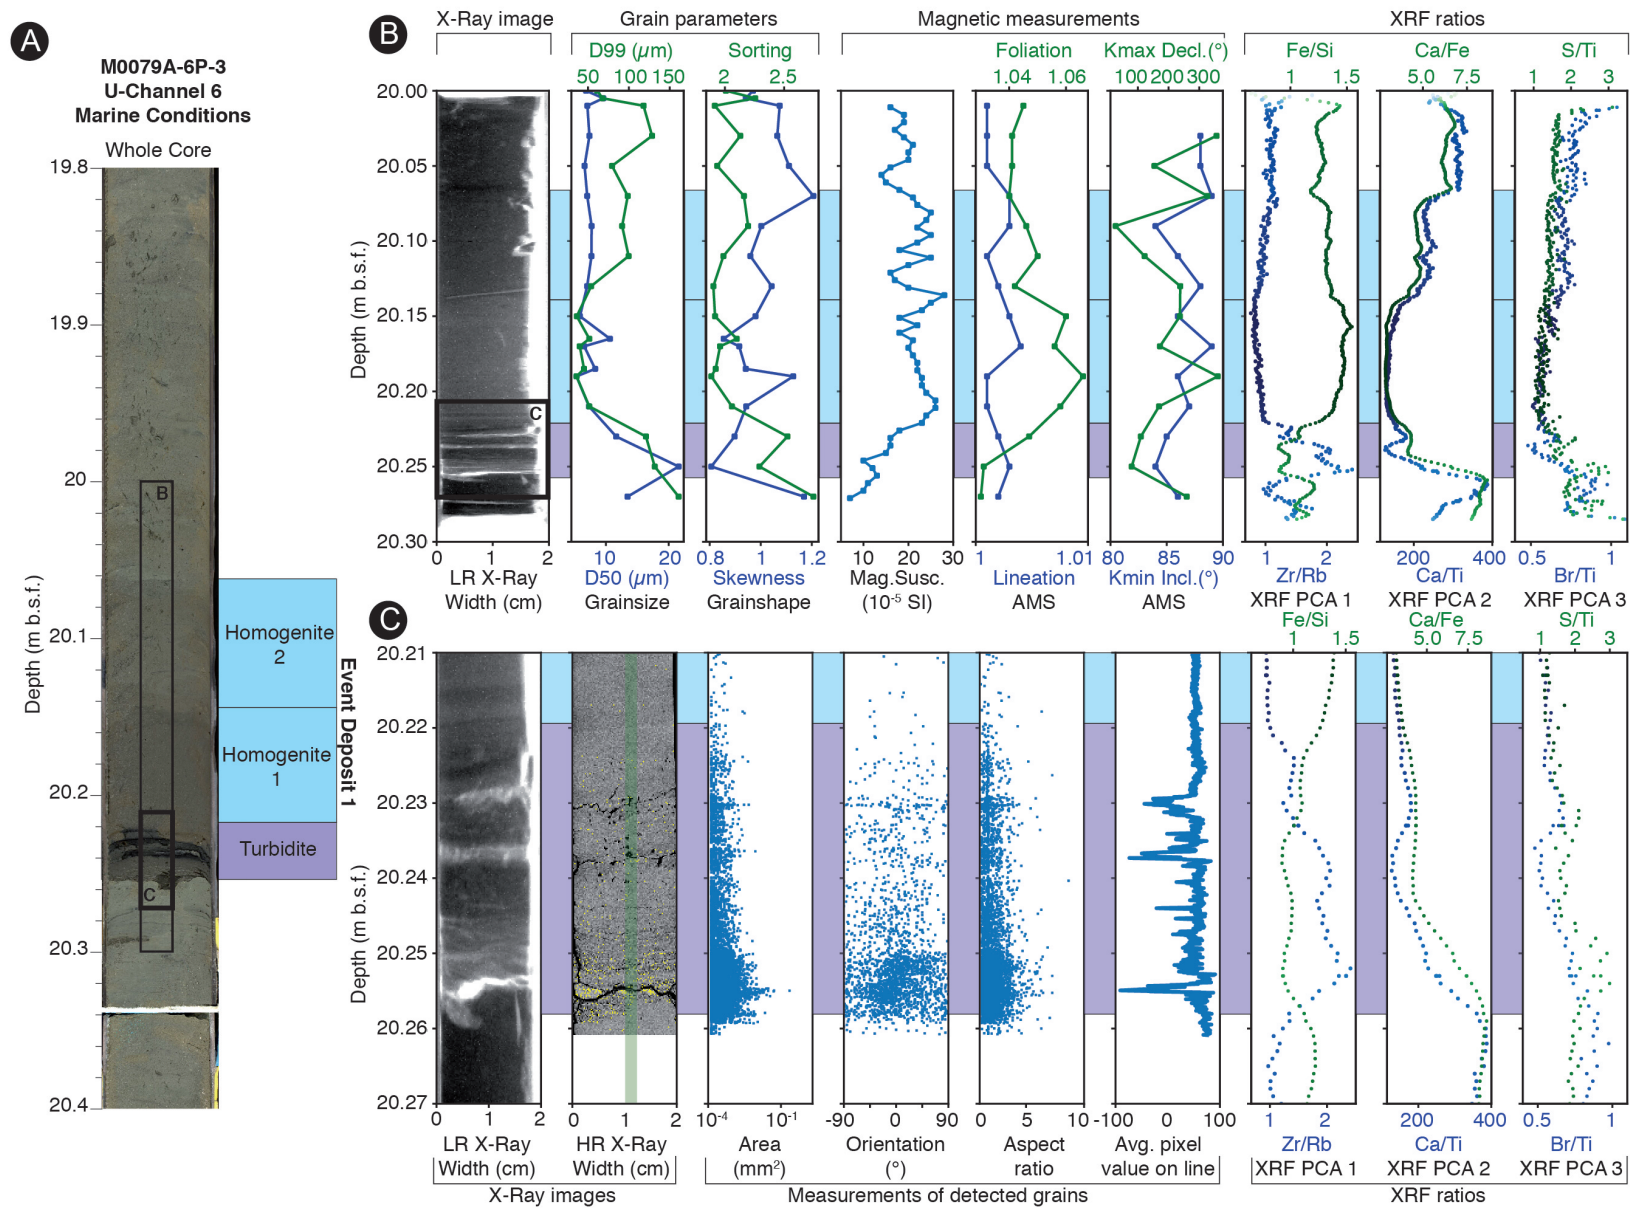 A
M0079A-6P-3
U-Channel 6
Marine Conditions
Whole Core
19.8
19.9
20
20.1
20.2
20.3
20.4
Depth (m b.s.f.)
B
C
Homogenite
2
Homogenite
1
Turbidite
Event Deposit 1
B
X-Ray image
Grain parameters
Magnetic measurements
XRF ratios
D99 (µm)
Sorting
Foliation
Kmax Decl.(°)
Fe/Si
Ca/Fe
S/Ti
50 100 150
2 2.5
1.04 1.06
100 200 300
1 1.5
5.0 7.5
1 2 3
20.00
20.05
20.10
20.15
20.20
20.25
20.30
Depth (m b.s.f.)
C
0 1 2
10 20
0.8 1 1.2
10 20 30
1 1.01
80 85 90
1 2
200 400
0.5 1
LR X-Ray
Width (cm)
D50 (µm)
Grainsize
Skewness
Grainshape
Mag.Susc.
(10⁻⁵ SI)
Lineation
AMS
Kmin Incl.(°)
AMS
Zr/Rb
XRF PCA 1
Ca/Ti
XRF PCA 2
Br/Ti
XRF PCA 3
C
Fe/Si
Ca/Fe
S/Ti
1 1.5
5.0 7.5
1 2 3
20.21
20.22
20.23
20.24
20.25
20.26
20.27
Depth (m b.s.f.)
0 1 2
0 1 2
10⁻⁴ 10⁻¹
-90 0 90
0 5 10
-100 0 100
1 2
200 400
0.5 1
LR X-Ray
Width (cm)
HR X-Ray
Width (cm)
Area
(mm²)
Orientation
(°)
Aspect
ratio
Avg. pixel
value on line
Zr/Rb
XRF PCA 1
Ca/Ti
XRF PCA 2
Br/Ti
XRF PCA 3
X-Ray images
Measurements of detected grains
XRF ratios